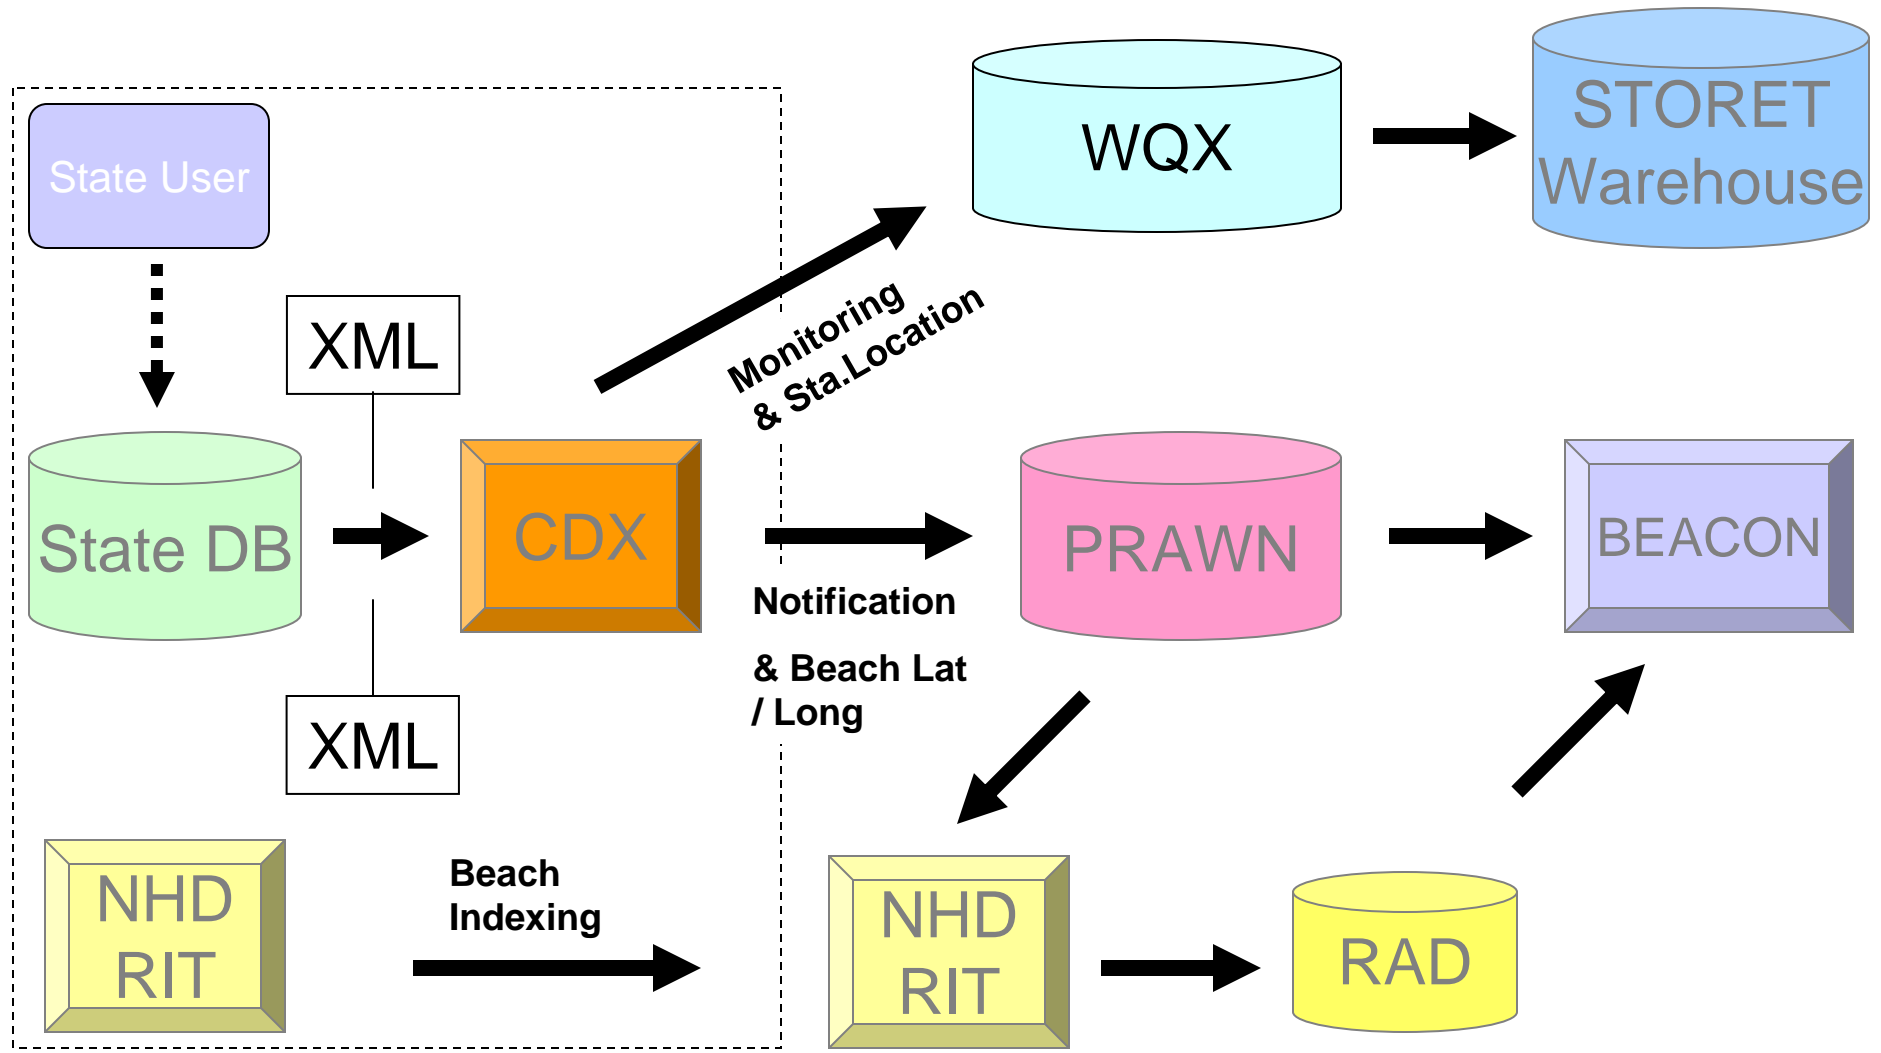 STORET
Warehouse
WQX
State User
XML
Monitoring
& Sta.Location
State DB
CDX
PRAWN
BEACON
Notification
& Beach Lat
/ Long
XML
NHD
RIT
Beach
Indexing
NHD
RIT
RAD